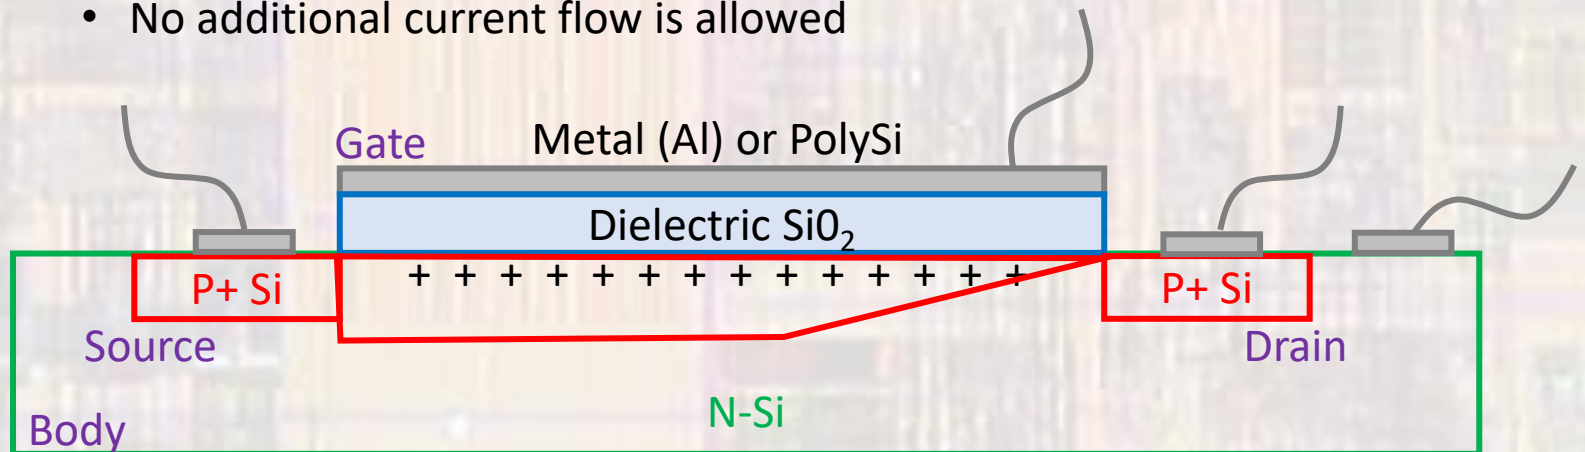 • No additional current flow is allowed
Gate Metal (Al) or PolySi
Dielectric Si0₂
+ + + + + + + + + + + + + +
P+ Si P+ Si
Source Drain
N-Si
Body